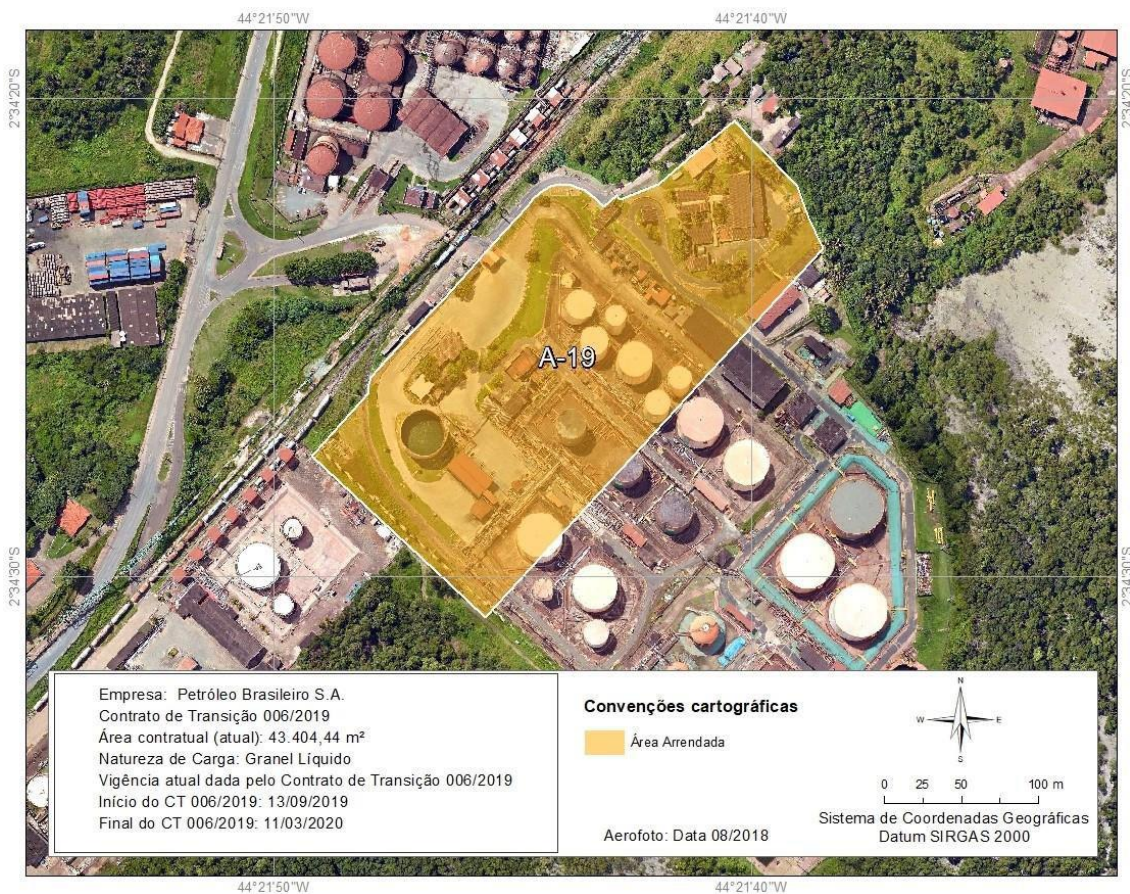 44°21'50"W
44°21'40"W
2°34'20"S
2°34'20"S
A-19
2°34'30"S
2°34'30"S
Empresa: Petróleo Brasileiro S.A.
Contrato de Transição 006/2019
Área contratual (atual): 43.404,44 m²
Natureza de Carga: Granel Líquido
Vigência atual dada pelo Contrato de Transição 006/2019
Início do CT 006/2019: 13/09/2019
Final do CT 006/2019: 11/03/2020
Convenções cartográficas
Área Arrendada
Aerofoto: Data 08/2018
N
W
E
S
0 25 50 100 m
Sistema de Coordenadas Geográficas
Datum SIRGAS 2000
44°21'50"W
44°21'40"W